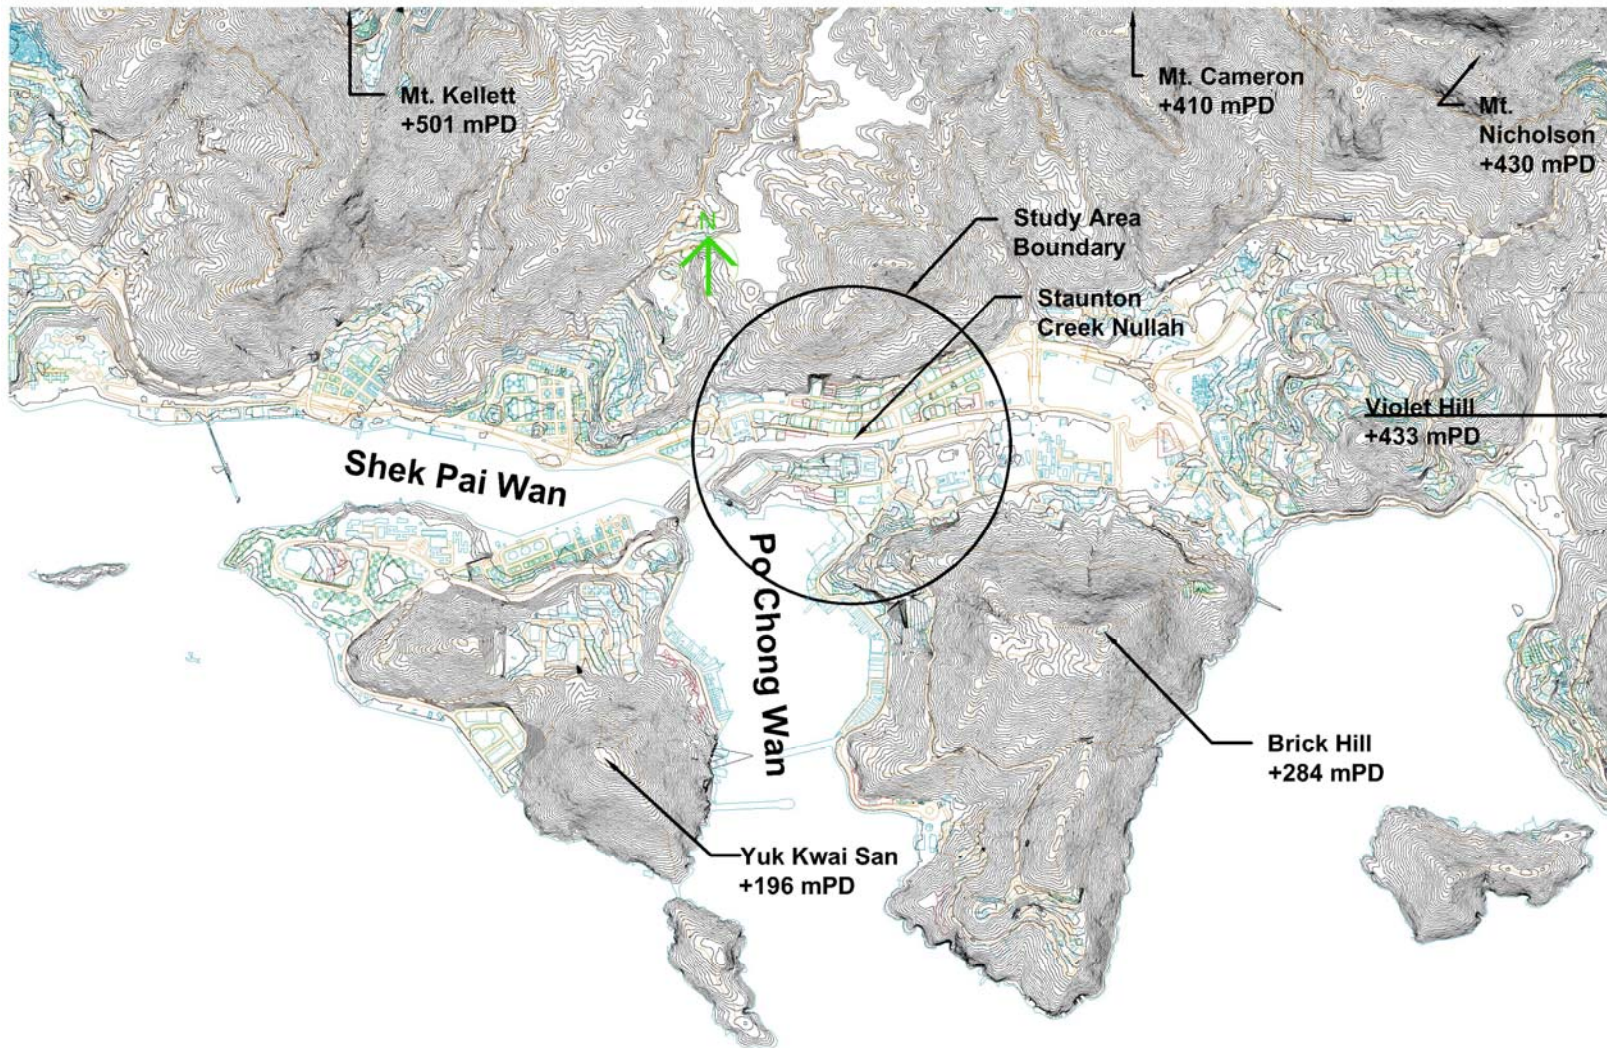 Mt. Kellett
+501 mPD
Mt. Cameron
+410 mPD
Mt.
Nicholson
+430 mPD
N
Study Area
Boundary
Staunton
Creek Nullah
Violet Hill
+433 mPD
Shek Pai Wan
Po Chong Wan
Brick Hill
+284 mPD
Yuk Kwai San
+196 mPD